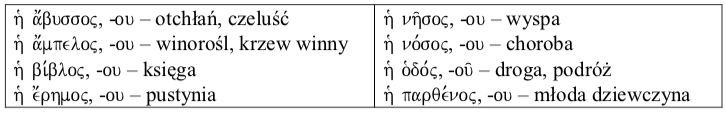 ἡ ἄβυσσος, -ου – otchłań, czeluść
ἡ ἄμπελος, -ου – winorośl, krzew winny
ἡ βίβλος, -ου – księga
ἡ ἔρημος, -ου – pustynia
ἡ νῆσος, -ου – wyspa
ἡ νόσος, -ου – choroba
ἡ ὁδός, -οῦ – droga, podróż
ἡ παρθένος, -ου – młoda dziewczyna